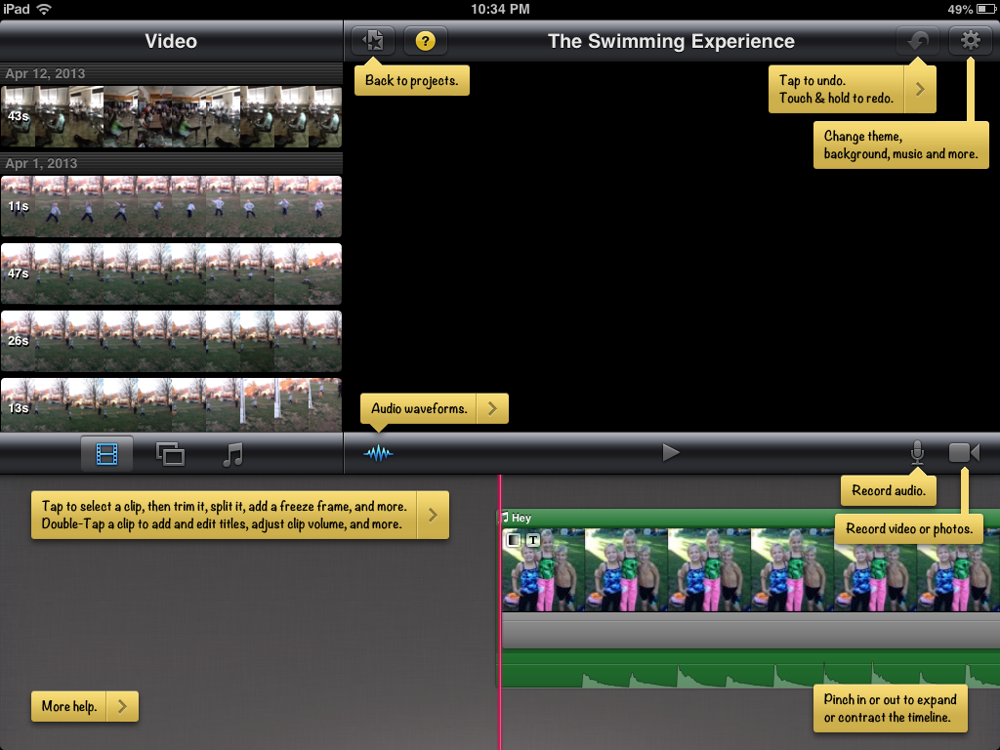 iPad
10:34 PM
49%
Video
?
The Swimming Experience
Apr 12, 2013
Back to projects.
Tap to undo.
Touch & hold to redo.
43s
Change theme,
background, music and more.
Apr 1, 2013
11s
47s
26s
13s
Audio waveforms.
Record audio.
Tap to select a clip, then trim it, split it, add a freeze frame, and more.
Double-Tap a clip to add and edit titles, adjust clip volume, and more.
Hey
Record video or photos.
T
More help.
Pinch in or out to expand
or contract the timeline.